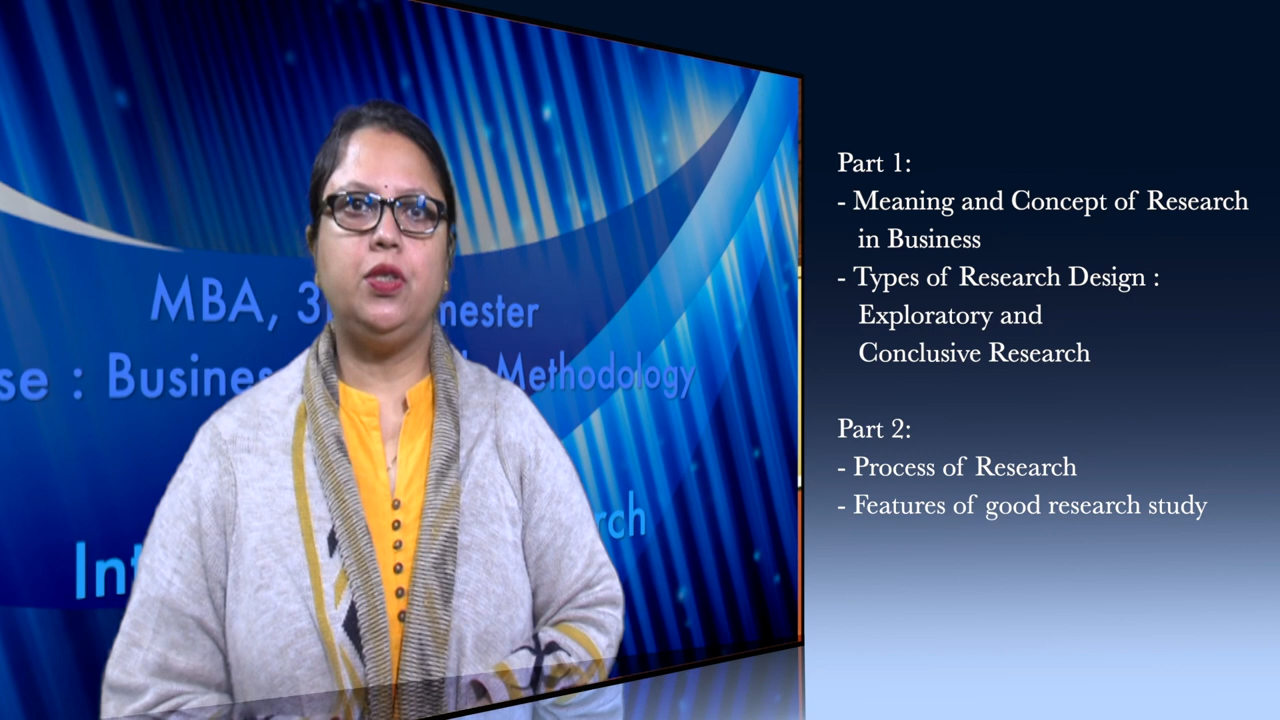 MBA, 3 mester
se : Busines Methodology
Int rch
Part 1:
- Meaning and Concept of Research
in Business
- Types of Research Design :
Exploratory and
Conclusive Research
Part 2:
- Process of Research
- Features of good research study